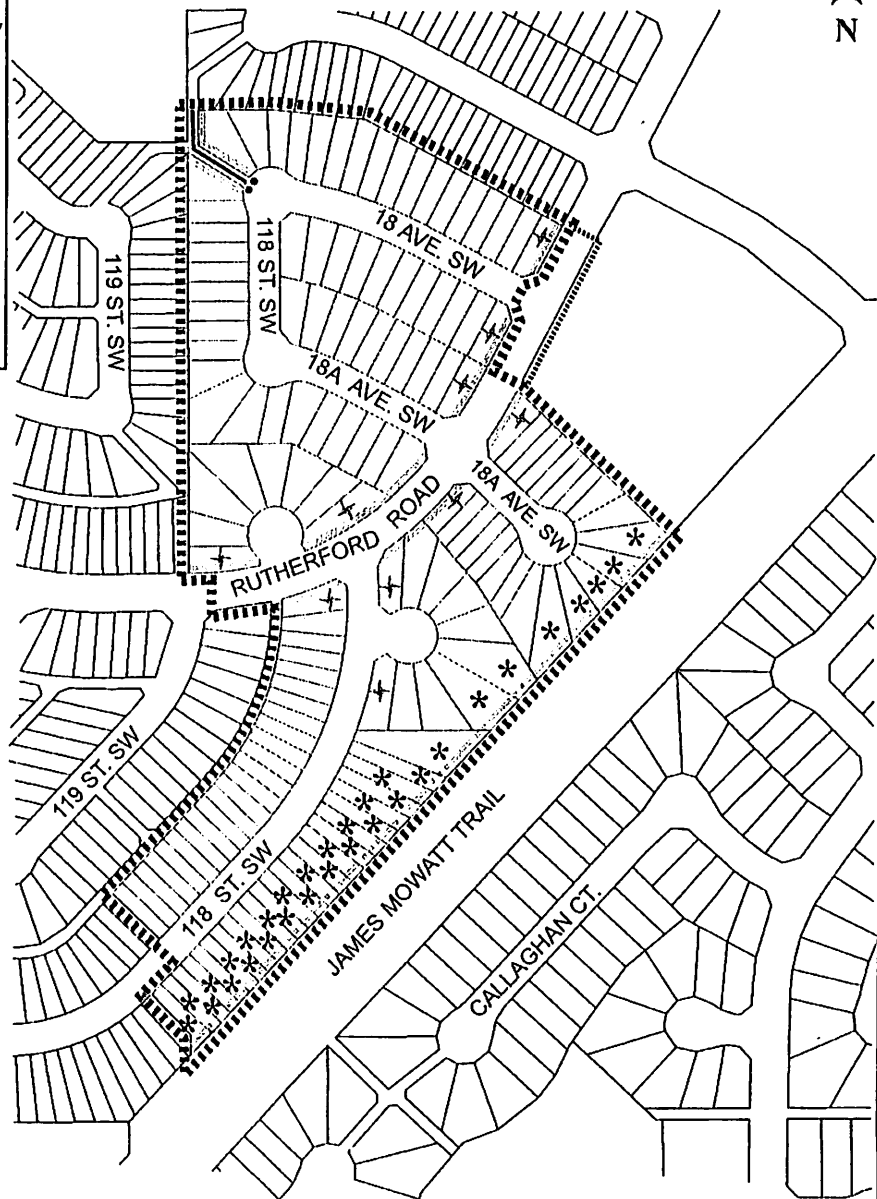 N
18 AVE. SW
118 ST. SW
119 ST. SW
18A AVE. SW
18A AVE. SW
RUTHERFORD ROAD
119 ST. SW
118 ST. SW
JAMES MOWATT TRAIL
CALLAGHAN CT.